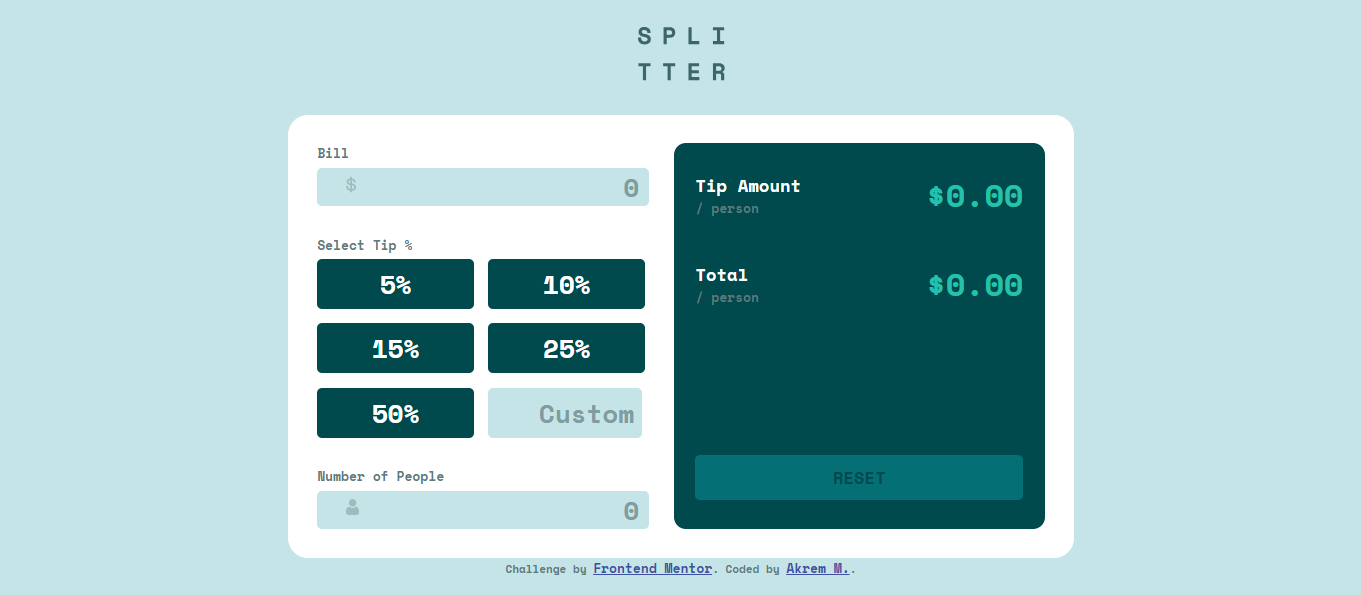 SPLI
TTER
Bill
$
0
Select Tip %
5%
10%
15%
25%
50%
Custom
Number of People
0
Tip Amount
/ person
$0.00
Total
/ person
$0.00
RESET
Challenge by Frontend Mentor. Coded by Akrem M..